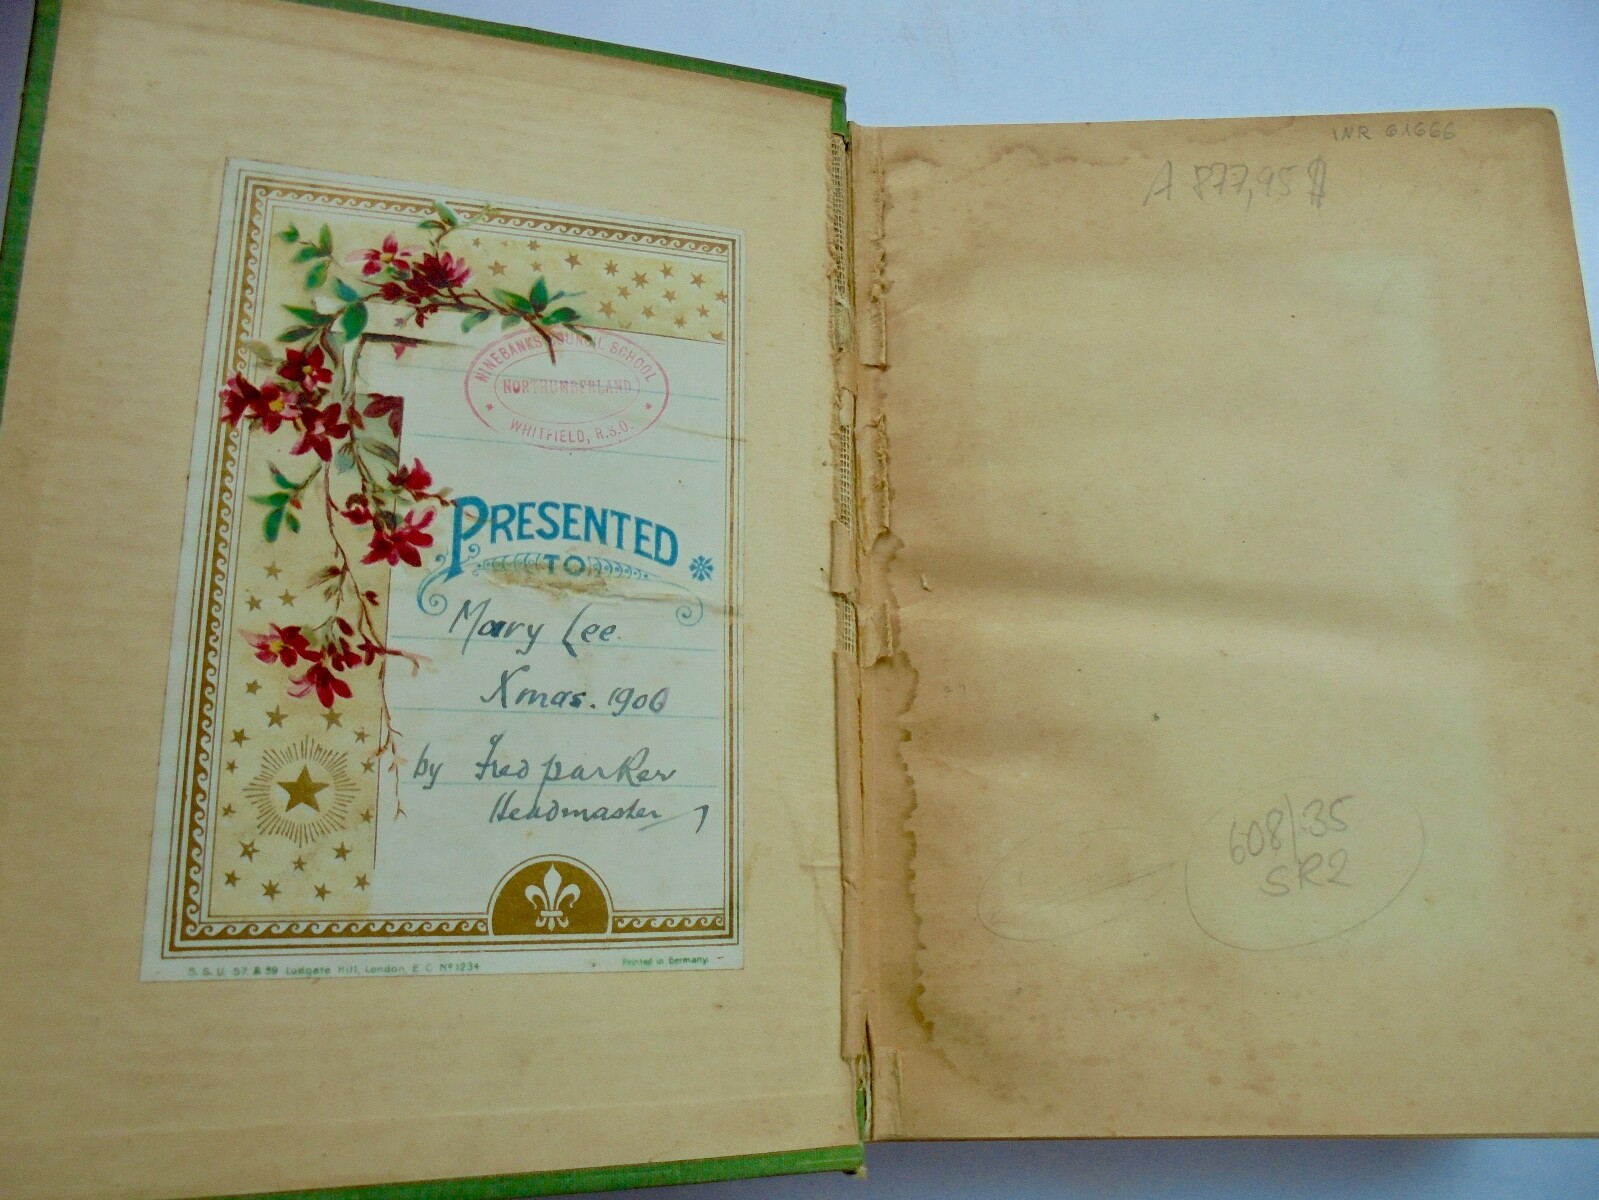 NINEBANKS COUNCIL SCHOOL
NORTHUMBERLAND
WHITFIELD, R.S.O.
PRESENTED
TO
Mary Lee.
Xmas. 1906
by Fred Parker
Headmaster
S. S. U. 57 & 59 Ludgate Hill, London, E. C. Nº 1234
Printed in Germany.
INR 61666
A 877,95
608/35
SR2